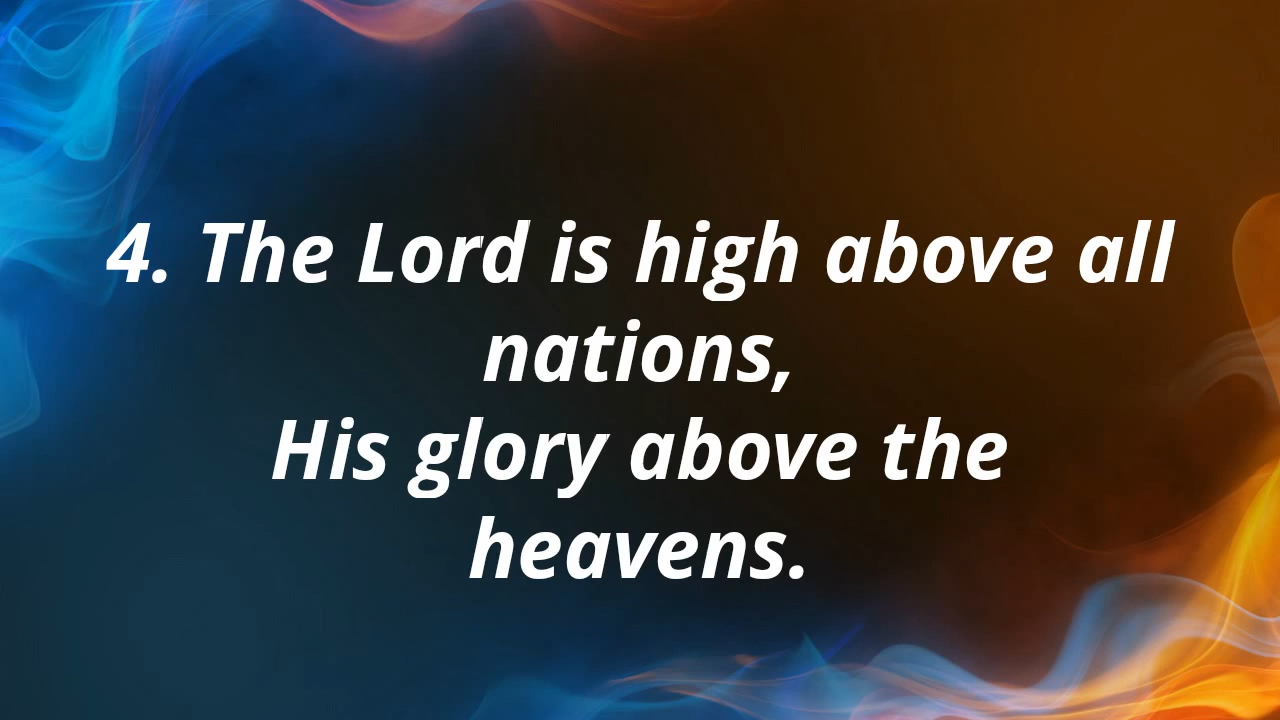 4. The Lord is high above all
nations,
His glory above the
heavens.